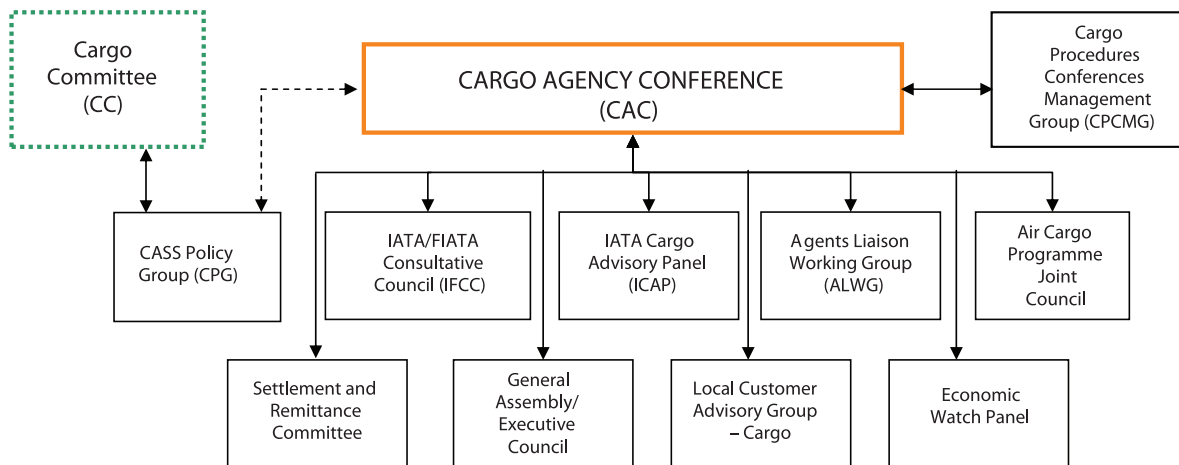 Cargo
Committee
(CC)
CARGO AGENCY CONFERENCE
(CAC)
Cargo
Procedures
Conferences
Management
Group (CPCMG)
CASS Policy
Group (CPG)
IATA/FIATA
Consultative
Council (IFCC)
IATA Cargo
Advisory Panel
(ICAP)
Agents Liaison
Working Group
(ALWG)
Air Cargo
Programme
Joint
Council
Settlement and
Remittance
Committee
General
Assembly/
Executive
Council
Local Customer
Advisory Group
– Cargo
Economic
Watch Panel